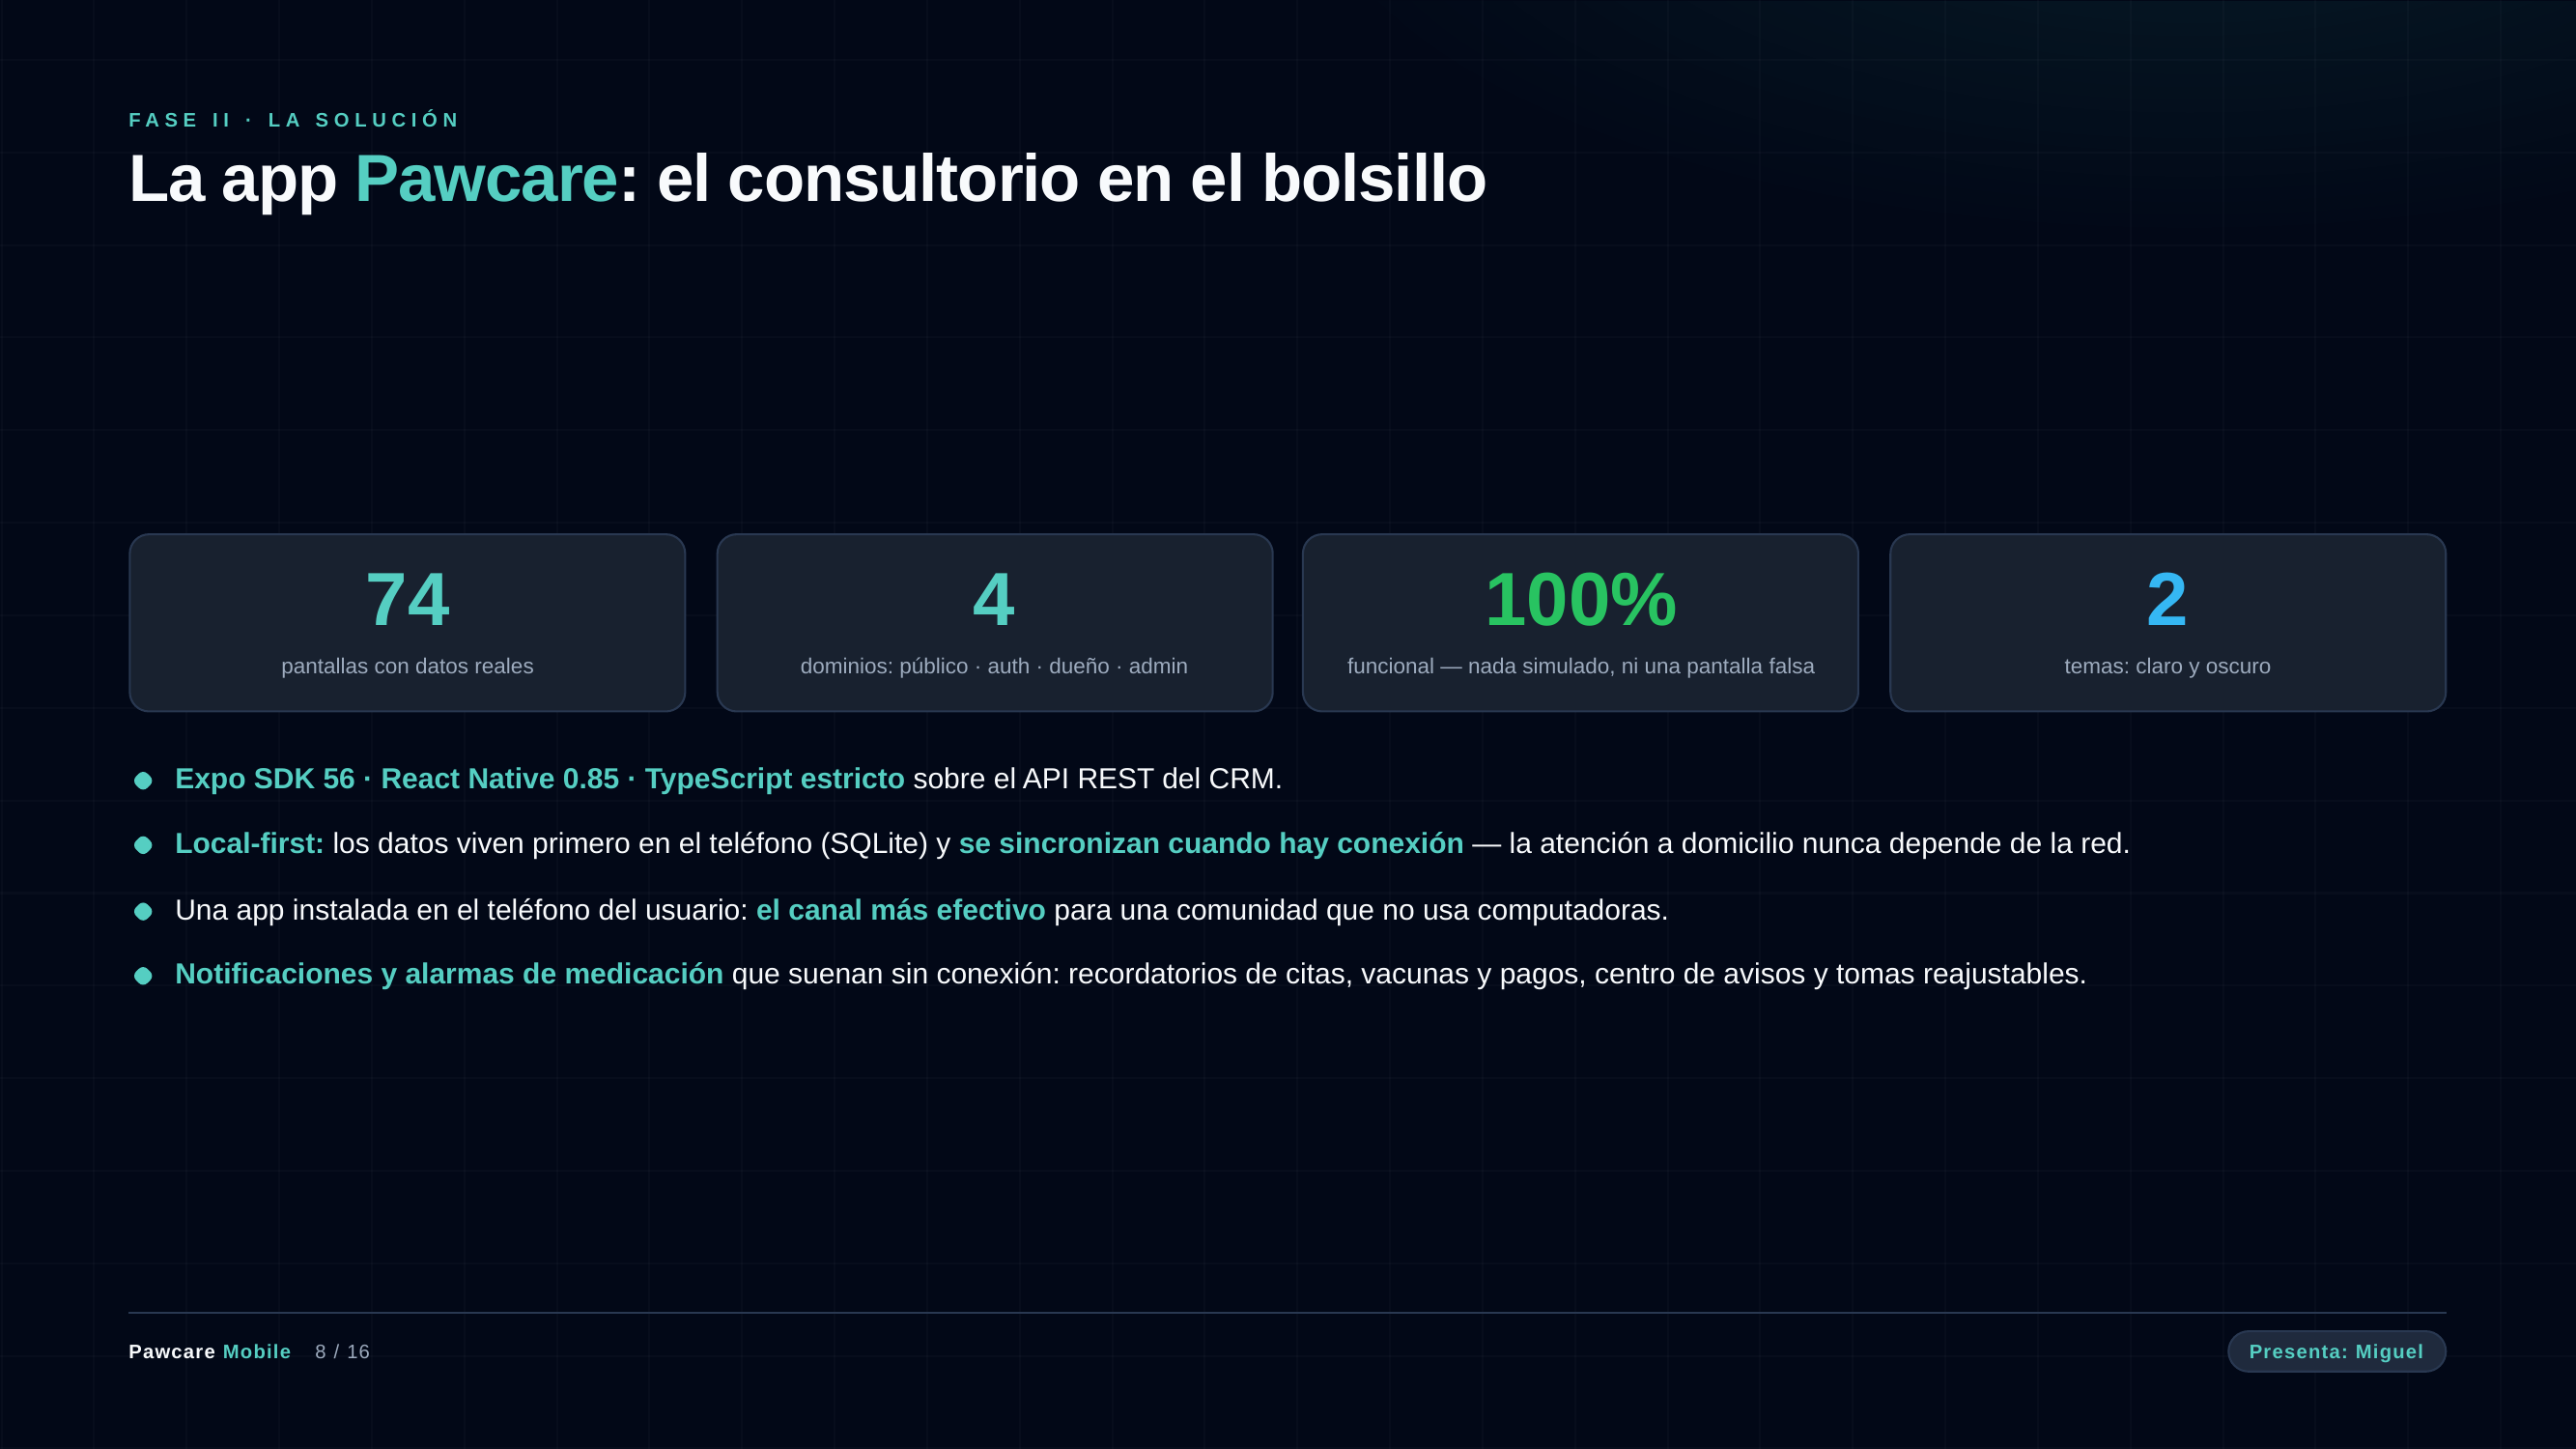 FASE II · LA SOLUCIÓN
La app Pawcare: el consultorio en el bolsillo
74
pantallas con datos reales
4
dominios: público · auth · dueño · admin
100%
funcional — nada simulado, ni una pantalla falsa
2
temas: claro y oscuro
Expo SDK 56 · React Native 0.85 · TypeScript estricto sobre el API REST del CRM.
Local-first: los datos viven primero en el teléfono (SQLite) y se sincronizan cuando hay conexión — la atención a domicilio nunca depende de la red.
Una app instalada en el teléfono del usuario: el canal más efectivo para una comunidad que no usa computadoras.
Notificaciones y alarmas de medicación que suenan sin conexión: recordatorios de citas, vacunas y pagos, centro de avisos y tomas reajustables.
Pawcare Mobile 8 / 16
Presenta: Miguel